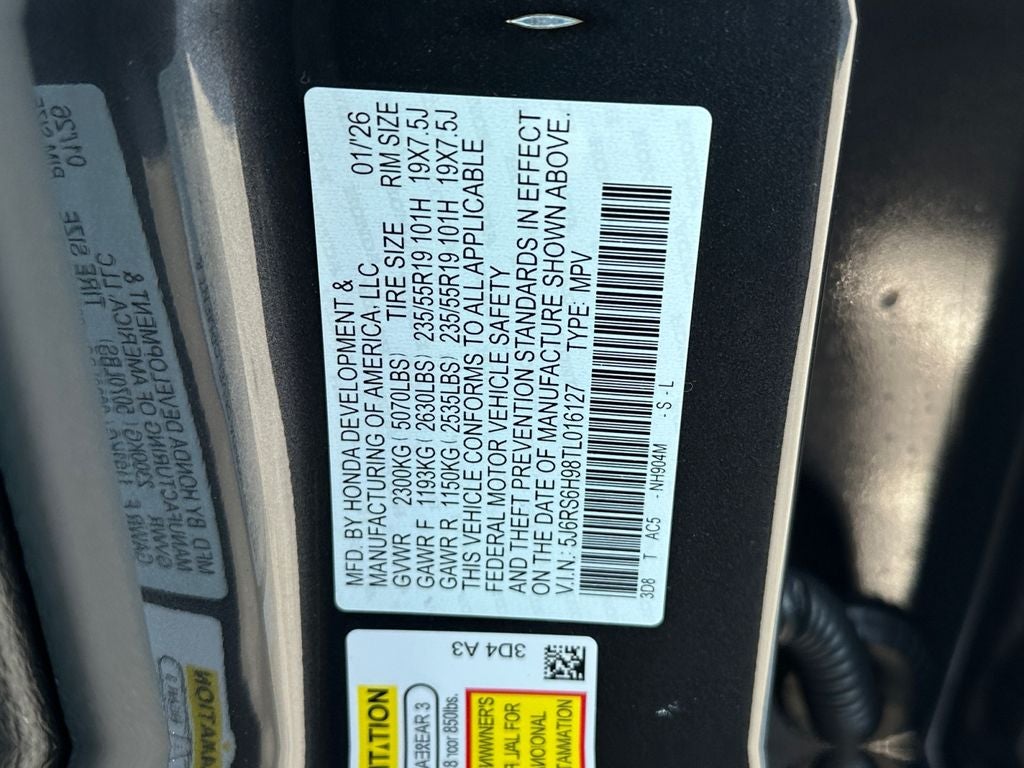 MFD. BY HONDA DEVELOPMENT &
MANUFACTURING OF AMERICA, LLC 01/'26
GVWR 2300KG ( 5070LBS) TIRE SIZE RIM SIZE
GAWR F 1193KG ( 2630LBS) 235/55R19 101H 19X7.5J
GAWR R 1150KG ( 2535LBS) 235/55R19 101H 19X7.5J
THIS VEHICLE CONFORMS TO ALL APPLICABLE
FEDERAL MOTOR VEHICLE SAFETY
AND THEFT PREVENTION STANDARDS IN EFFECT
ON THE DATE OF MANUFACTURE SHOWN ABOVE.
V.I.N.: 5J6RS6H98TL016127 TYPE: MPV
3D8 T AC5 -NH904M -S -L
3D4 A3
REAR 3
850lbs.